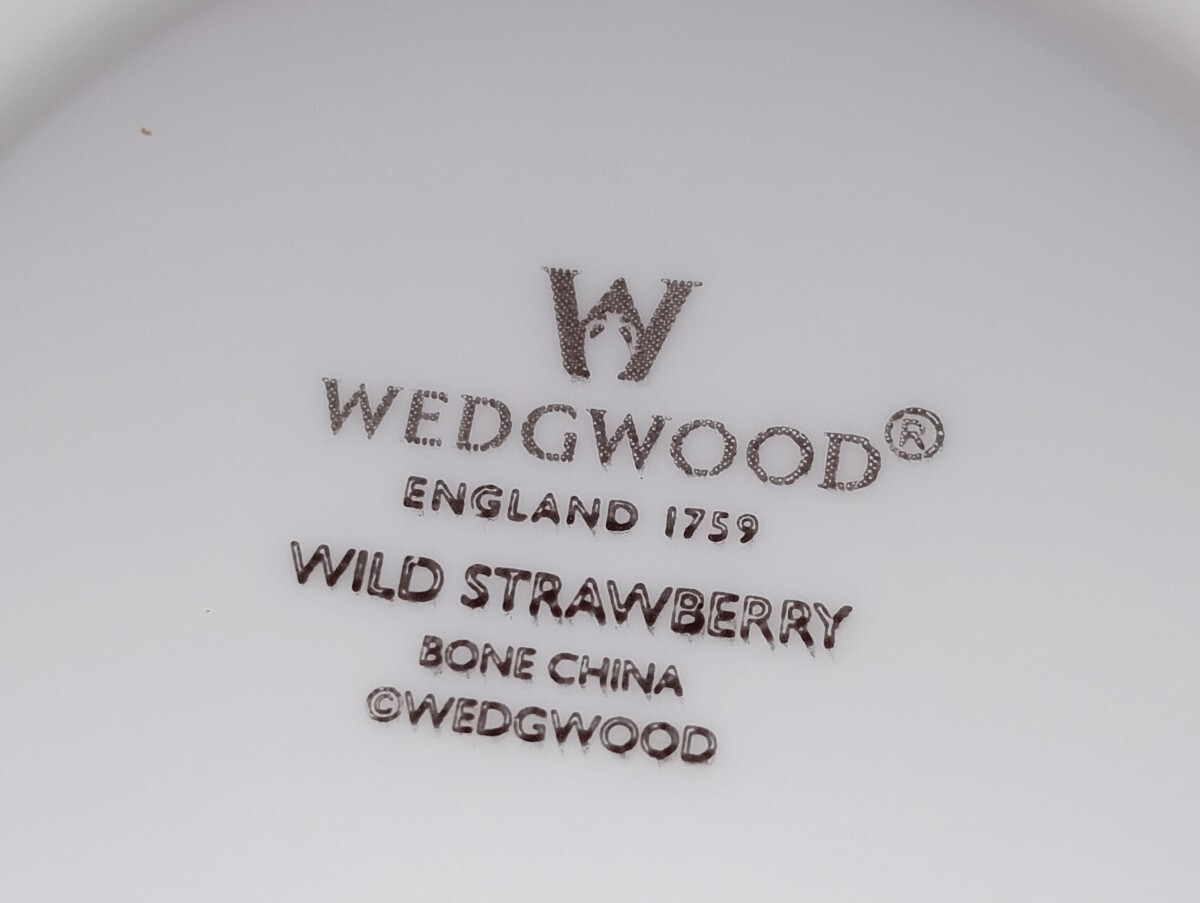 W
WEDGWOOD®
ENGLAND 1759
WILD STRAWBERRY
BONE CHINA
©WEDGWOOD